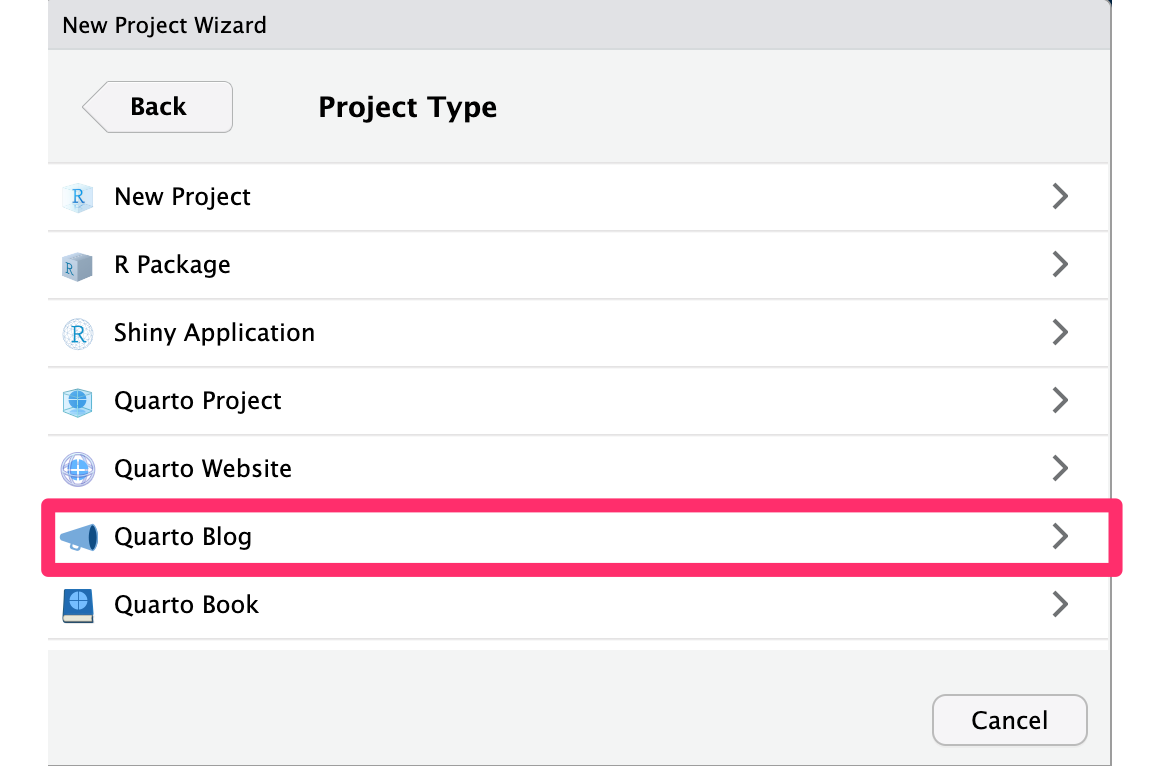 New Project Wizard
Back
Project Type
R New Project
R R Package
R Shiny Application
Quarto Project
Quarto Website
Quarto Blog
Quarto Book
Cancel